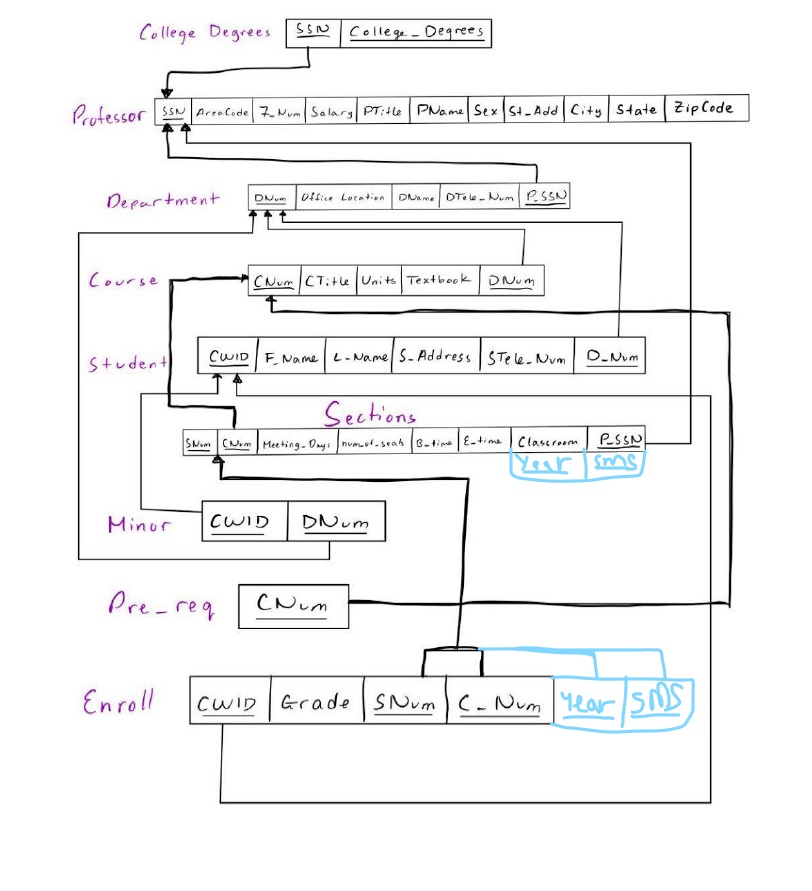 College Degrees SSN College_Degrees
Professor SSN AreaCode 7_Num Salary PTitle PName Sex St_Add City State ZipCode
Department DNum Office Location DName DTele_Num P_SSN
Course CNum CTitle Units Textbook DNum
Student CWID F_Name L_Name S_Address STele_Num D_Num
Sections
SNum CNum Meeting_Days num_of_seats B_time E_time Classroom P_SSN
Year SMS
Minor CWID DNum
Pre_req CNum
Enroll CWID Grade SNum C_Num Year SMS